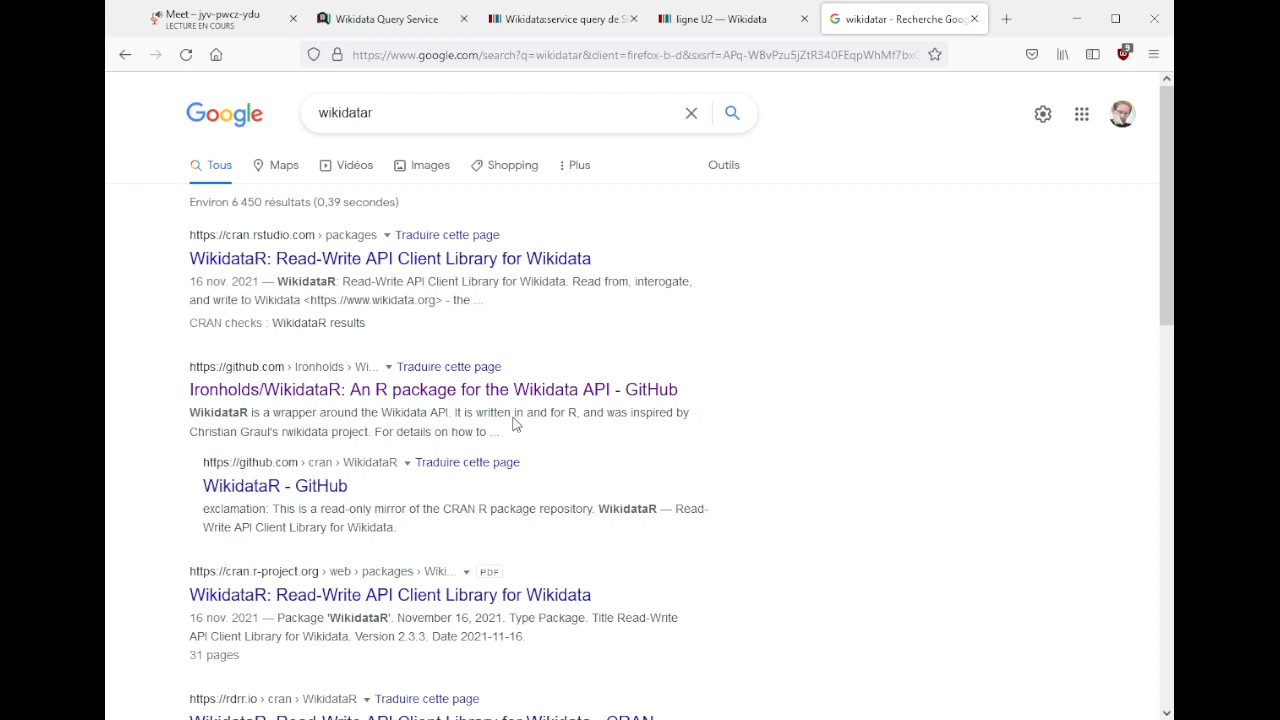 Meet – jyv-pwcz-ydu
LECTURE EN COURS
Wikidata Query Service
Wikidata:service query de S
ligne U2 — Wikidata
wikidatar - Recherche Goog
https://www.google.com/search?q=wikidatar&client=firefox-b-d&sxsrf=APq-WBvPzu5jZtR340FEqpWhMf7bxG
9
Google
wikidatar
Tous
Maps
Vidéos
Images
Shopping
Plus
Outils
Environ 6 450 résultats (0,39 secondes)
https://cran.rstudio.com › packages
Traduire cette page
WikidataR: Read-Write API Client Library for Wikidata
16 nov. 2021 — WikidataR: Read-Write API Client Library for Wikidata. Read from, interogate,
and write to Wikidata <https://www.wikidata.org> - the ...
CRAN checks : WikidataR results
https://github.com › Ironholds › Wi...
Traduire cette page
Ironholds/WikidataR: An R package for the Wikidata API - GitHub
WikidataR is a wrapper around the Wikidata API. It is written in and for R, and was inspired by
Christian Graul's rwikidata project. For details on how to ...
https://github.com › cran › WikidataR
Traduire cette page
WikidataR - GitHub
exclamation: This is a read-only mirror of the CRAN R package repository. WikidataR — Read-
Write API Client Library for Wikidata.
https://cran.r-project.org › web › packages › Wiki...
PDF
WikidataR: Read-Write API Client Library for Wikidata
16 nov. 2021 — Package 'WikidataR'. November 16, 2021. Type Package. Title Read-Write
API Client Library for Wikidata. Version 2.3.3. Date 2021-11-16.
31 pages
https://rdrr.io › cran › WikidataR
Traduire cette page
WikidataR: Read-Write API Client Library for Wikidata - CRAN